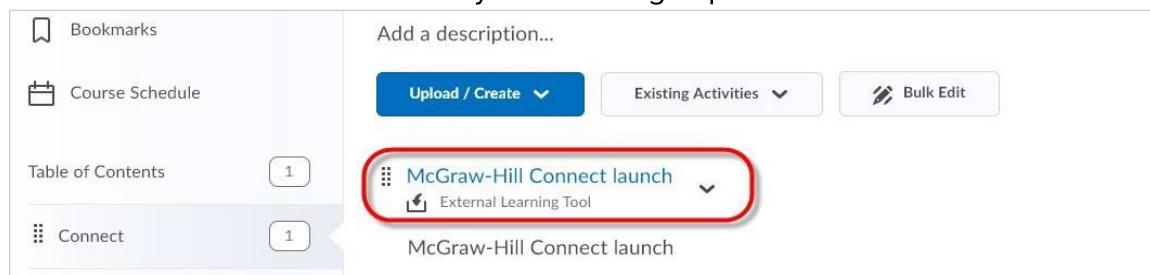 Bookmarks
Add a description...
Course Schedule
Upload / Create
Existing Activities
Bulk Edit
Table of Contents
1
McGraw-Hill Connect launch
External Learning Tool
Connect
1
McGraw-Hill Connect launch